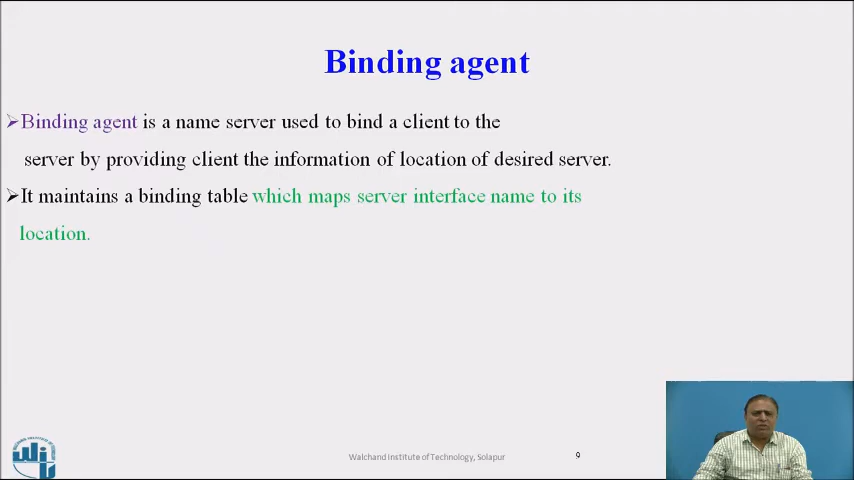 Binding agent
➢Binding agent is a name server used to bind a client to the
server by providing client the information of location of desired server.
➢It maintains a binding table which maps server interface name to its
location.
Walchand Institute of Technology, Solapur
9